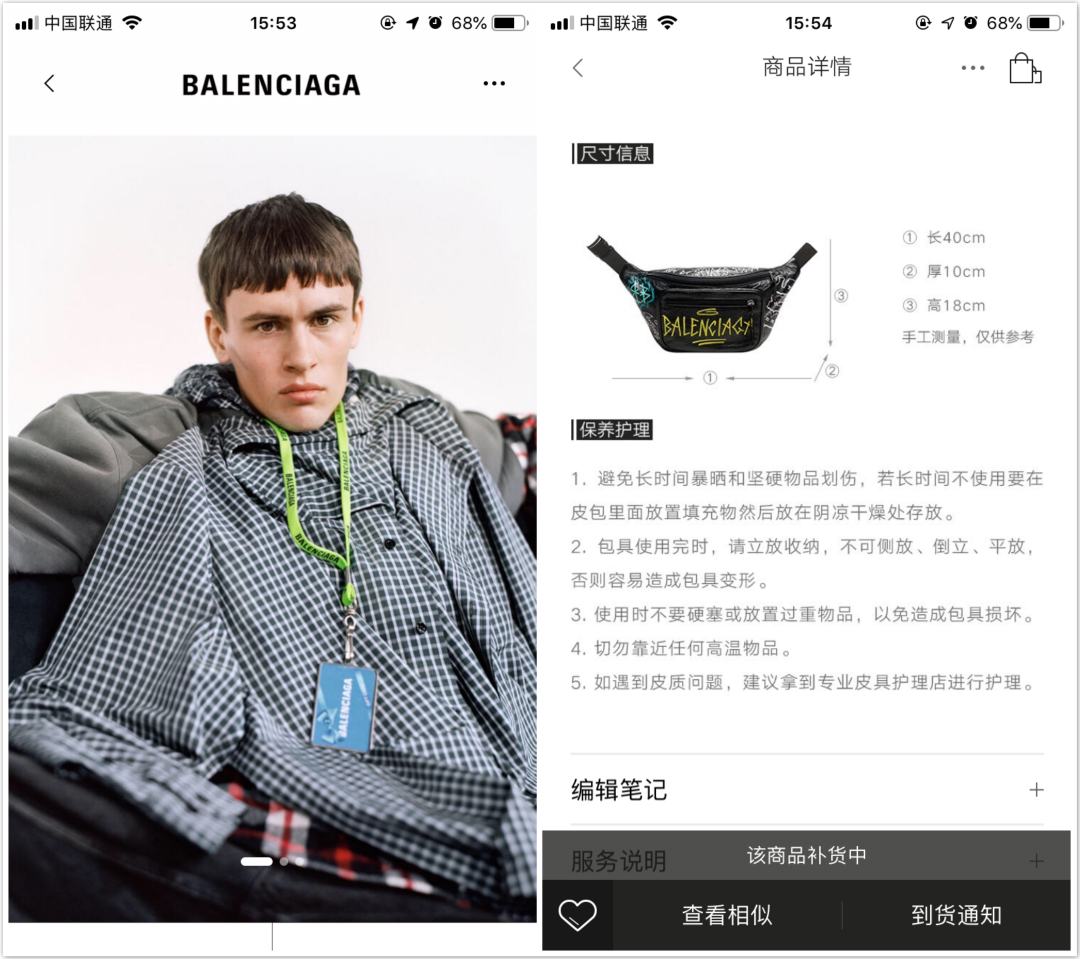 中国联通
15:53
68%
BALENCIAGA
BALENCIAGA
BALENCIAGA
BALENCIAGA
BALENCIAGA
中国联通
15:54
68%
商品详情
尺寸信息
BALENCIAGA
① 长40cm
② 厚10cm
③ 高18cm
手工测量，仅供参考
③
②
①
保养护理
1. 避免长时间暴晒和坚硬物品划伤，若长时间不使用要在
皮包里面放置填充物然后放在阴凉干燥处存放。
2. 包具使用完时，请立放收纳，不可侧放、倒立、平放，
否则容易造成包具变形。
3. 使用时不要硬塞或放置过重物品，以免造成包具损坏。
4. 切勿靠近任何高温物品。
5. 如遇到皮质问题，建议拿到专业皮具护理店进行护理。
编辑笔记
服务说明
该商品补货中
查看相似
到货通知